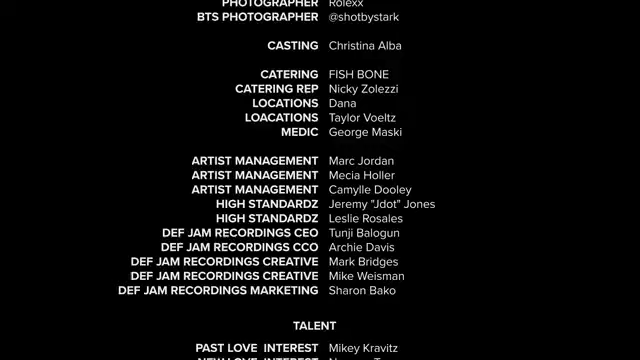 PHOTOGRAPHER Rolexx
BTS PHOTOGRAPHER @shotbystark
CASTING Christina Alba
CATERING FISH BONE
CATERING REP Nicky Zolezzi
LOCATIONS Dana
LOACATIONS Taylor Voeltz
MEDIC George Maski
ARTIST MANAGEMENT Marc Jordan
ARTIST MANAGEMENT Mecia Holler
ARTIST MANAGEMENT Camylle Dooley
HIGH STANDARDZ Jeremy "Jdot" Jones
HIGH STANDARDZ Leslie Rosales
DEF JAM RECORDINGS CEO Tunji Balogun
DEF JAM RECORDINGS CCO Archie Davis
DEF JAM RECORDINGS CREATIVE Mark Bridges
DEF JAM RECORDINGS CREATIVE Mike Weisman
DEF JAM RECORDINGS MARKETING Sharon Bako
TALENT
PAST LOVE INTEREST Mikey Kravitz
NEW LOVE INTEREST